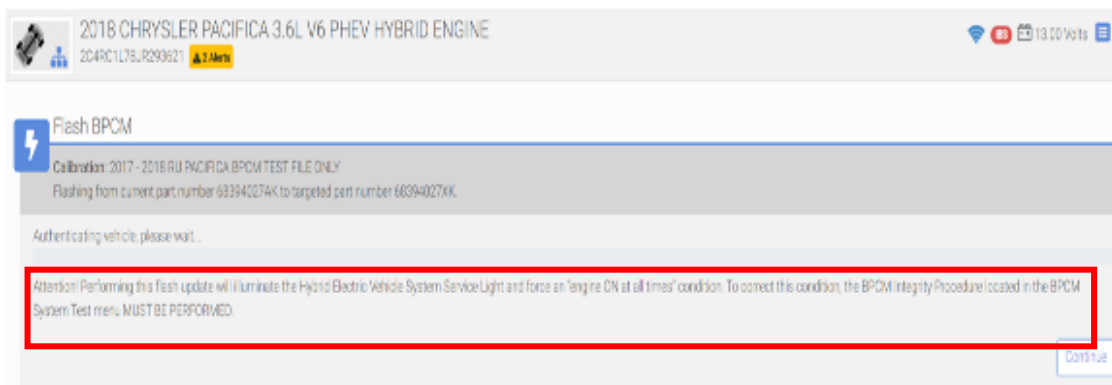 2018 CHRYSLER PACIFICA 3.6L V6 PHEV HYBRID ENGINE
2C4RC1L78JR293621 3 Alerts
13.00 Volts
Flash BPCM
Calibration: 2017 - 2018 RU PACIFICA BPCM TEST FILE ONLY
Flashing from current part number 68394027AK to targeted part number 68394027XK.
Authenticating vehicle, please wait...
Attention! Performing this flash update will illuminate the Hybrid Electric Vehicle System Service Light and force an "engine ON at all times" condition. To correct this condition, the BPCM Integrity Procedure located in the BPCM
System Test menu MUST BE PERFORMED.
Continue